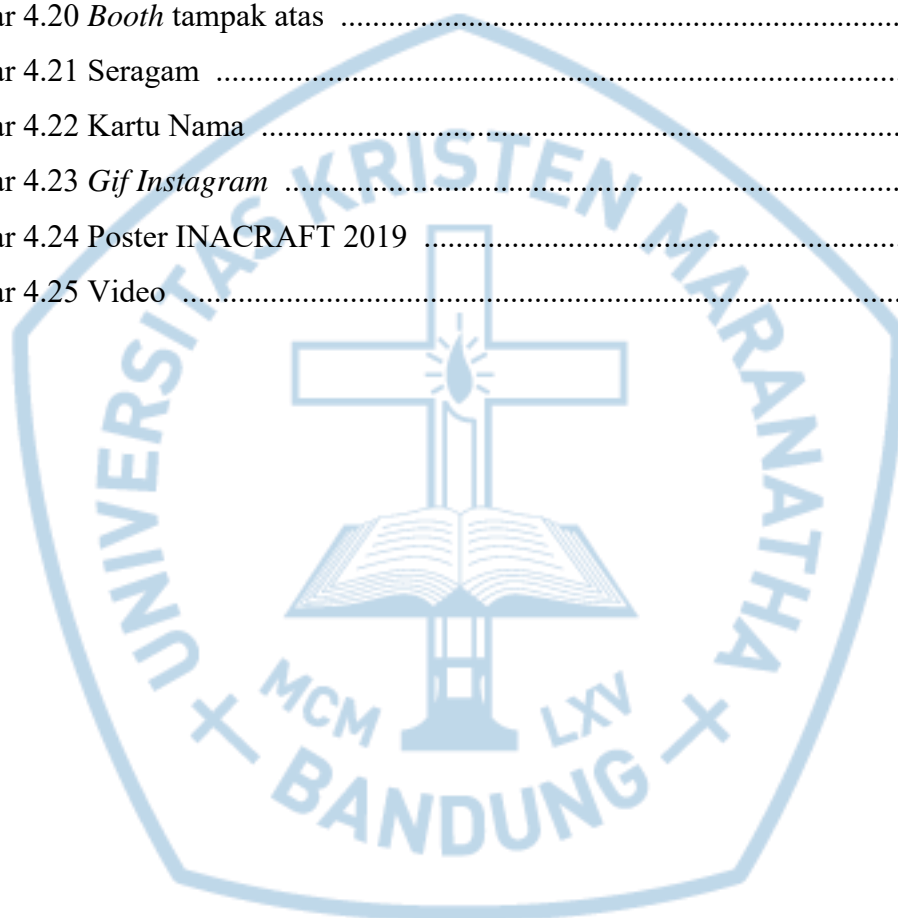 ar 4.20 Booth tampak atas ........................................................................
ar 4.21 Seragam ........................................................................................
ar 4.22 Kartu Nama ..................................................................................
ar 4.23 Gif Instagram ...............................................................................
ar 4.24 Poster INACRAFT 2019 .............................................................
ar 4.25 Video ............................................................................................
UNIVERSITAS KRISTEN MARANATHA
MCM LXV
BANDUNG